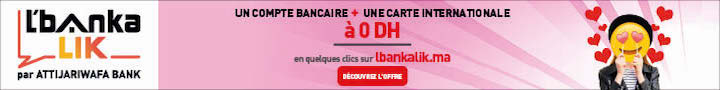 L'banka
LIK
par ATTIJARIWAFA BANK
UN COMPTE BANCAIRE + UNE CARTE INTERNATIONALE
à 0 DH
en quelques clics sur lbankalik.ma
DÉCOUVREZ L'OFFRE